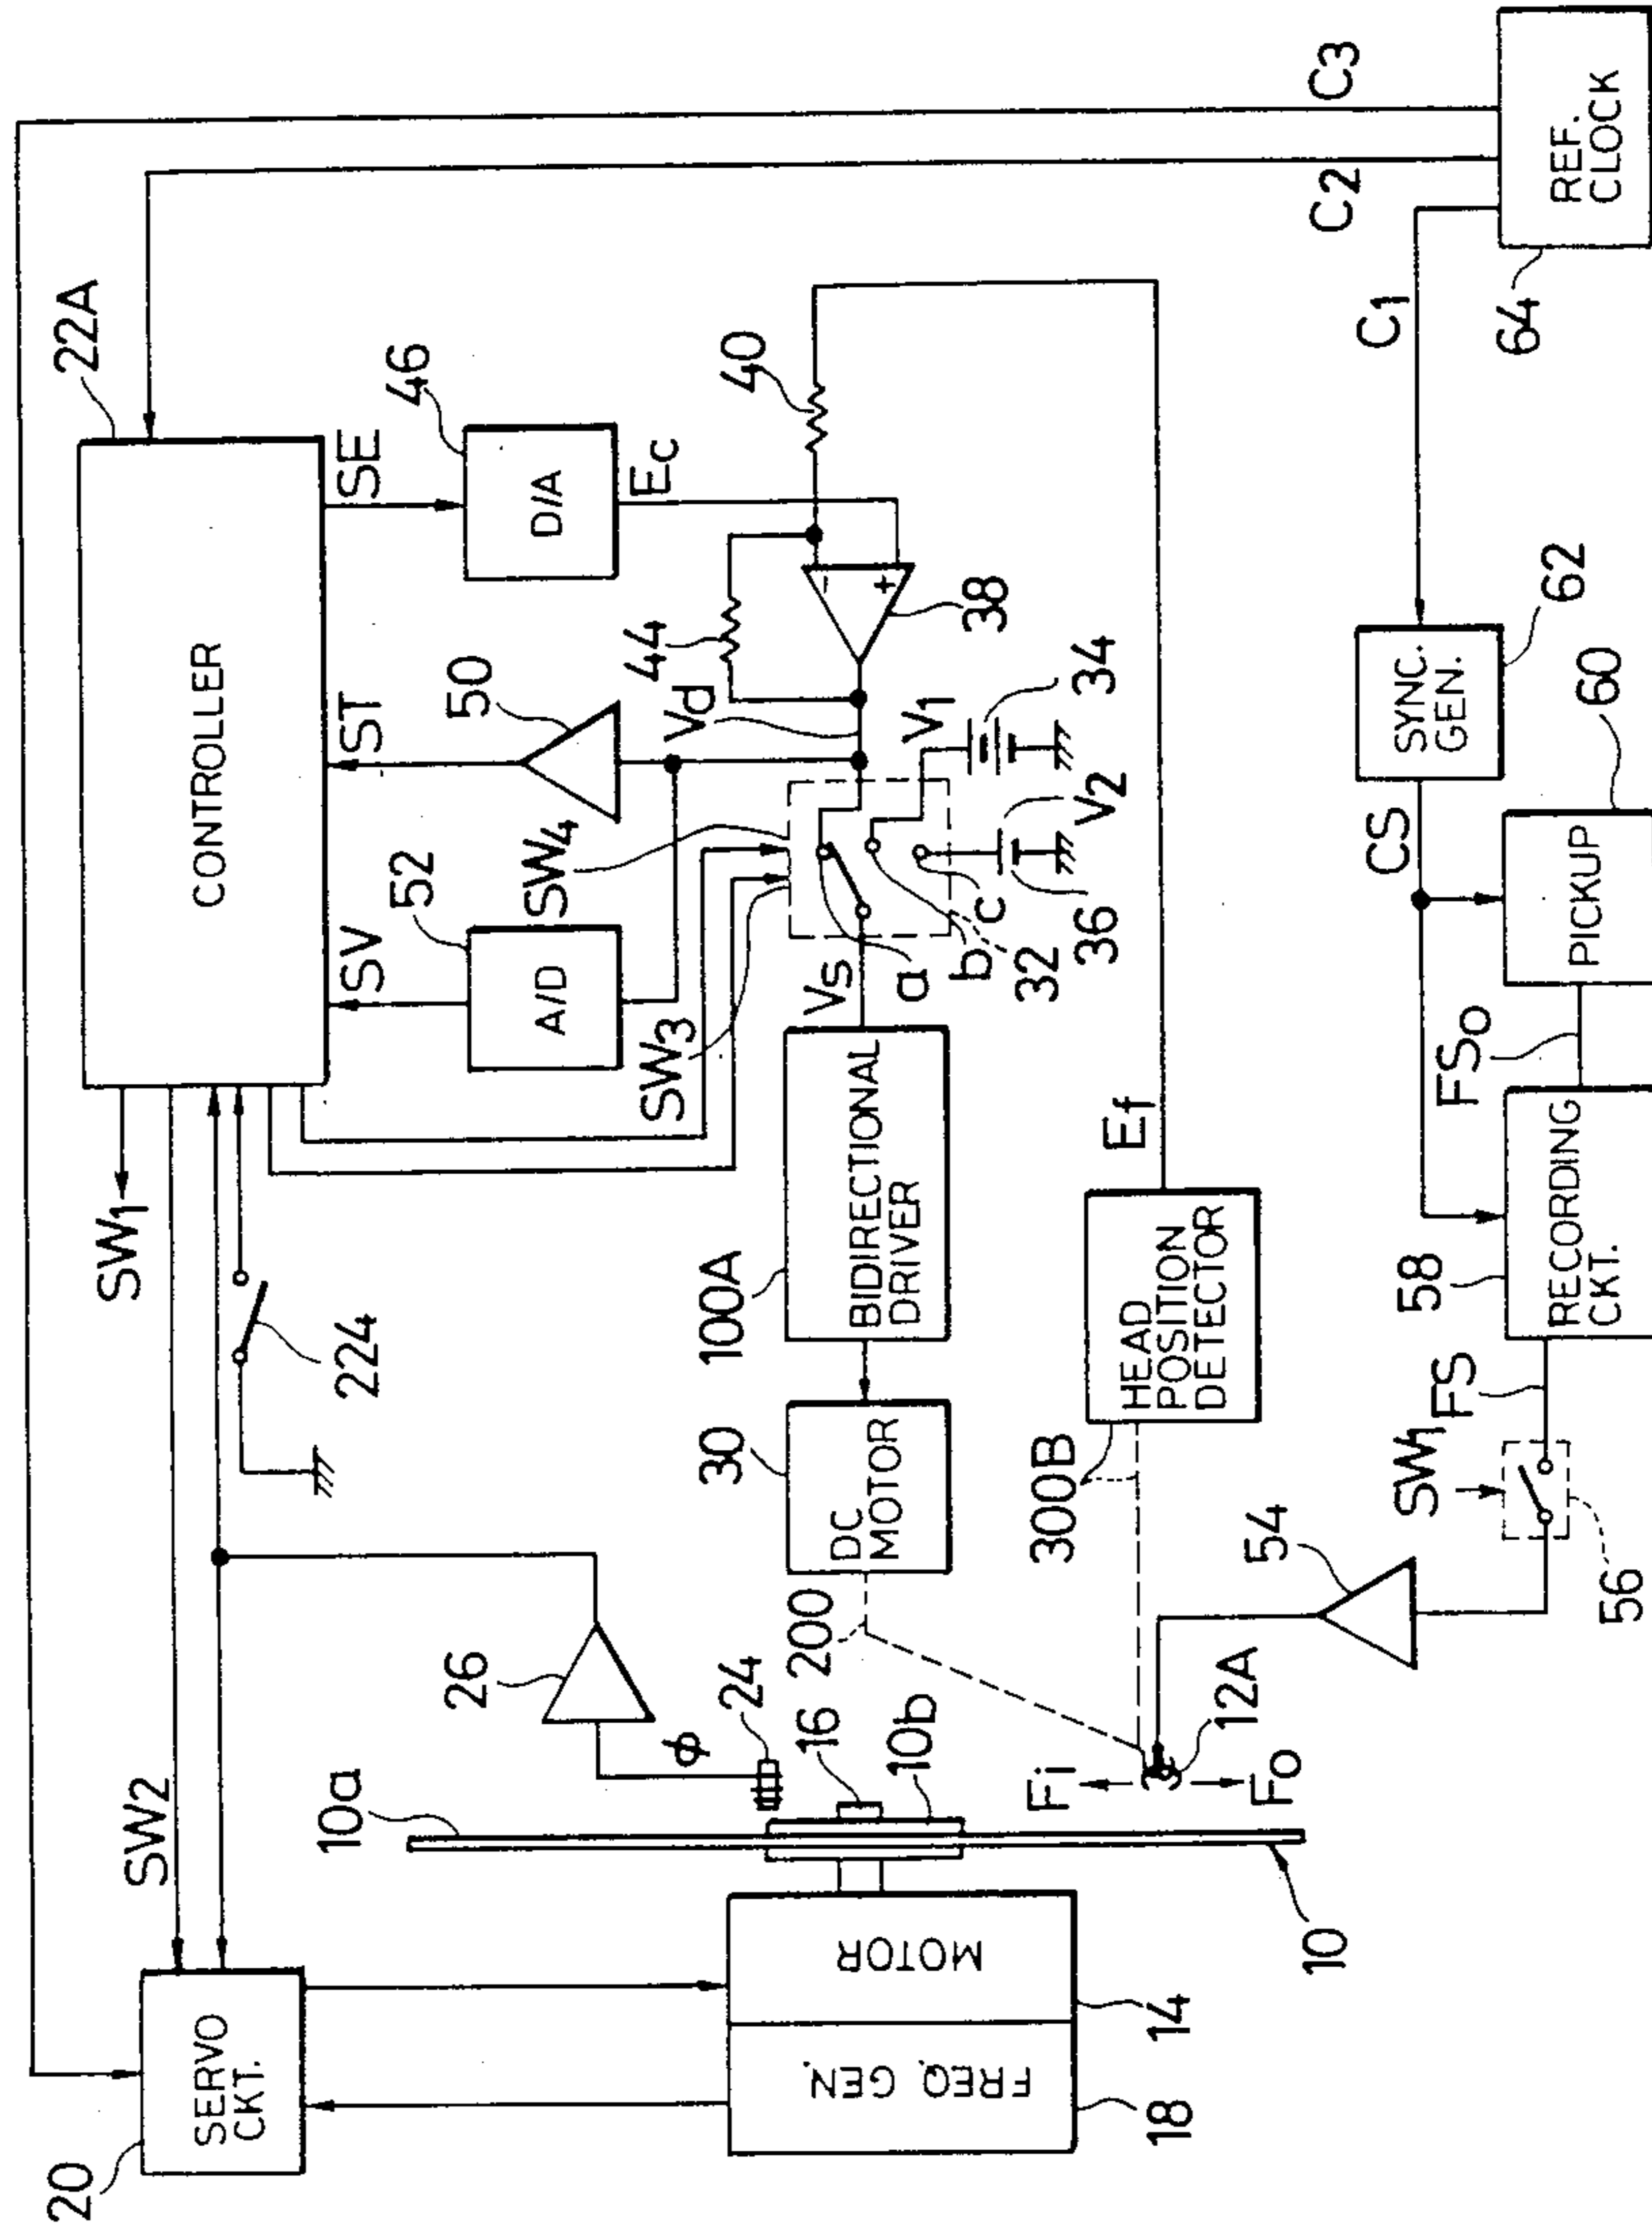 20
SERVO
CKT.
SW2
SW1
CONTROLLER
22A
224
SV
52
A/D
ST
50
SE
46
D/A
Ec
SW3
SW4
44
40
Vd
38
V1
34
V2
36
32
a
b
c
Vs
100A
BIDIRECTIONAL
DRIVER
30
DC
MOTOR
200
26
ϕ
24
16
10a
10b
10
MOTOR
14
FREQ. GEN.
18
Fi
Fo
12A
300B
HEAD
POSITION
DETECTOR
Ef
54
56
SW1
FS
58
RECORDING
CKT.
FSo
60
PICKUP
CS
62
SYNC.
GEN.
C1
C2
C3
64
REF.
CLOCK